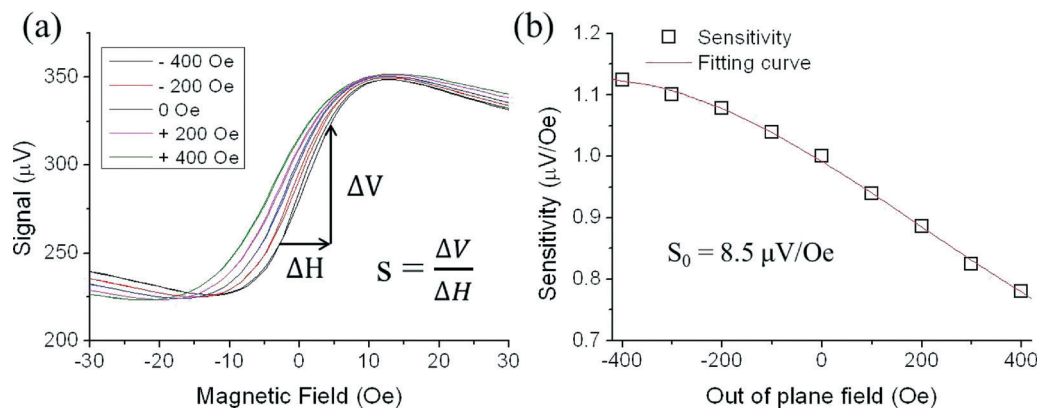 (a)
- 400 Oe
- 200 Oe
0 Oe
+ 200 Oe
+ 400 Oe
350
300
250
200
Signal (µV)
-30
-20
-10
0
10
20
30
Magnetic Field (Oe)
ΔV
ΔH
S = ΔV/ΔH
(b)
Sensitivity
Fitting curve
1.2
1.1
1.0
0.9
0.8
0.7
Sensitivity (µV/Oe)
S₀ = 8.5 µV/Oe
-400
-200
0
200
400
Out of plane field (Oe)